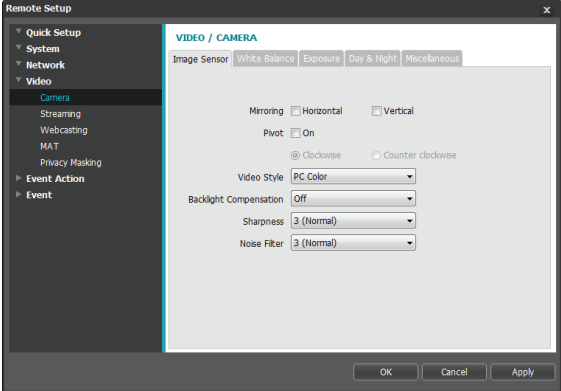 Remote Setup
x
Quick Setup
System
Network
Video
Camera
Streaming
Webcasting
MAT
Privacy Masking
Event Action
Event
VIDEO / CAMERA
Image Sensor White Balance Exposure Day & Night Miscellaneous
Mirroring Horizontal Vertical
Pivot On
Clockwise Counter clockwise
Video Style PC Color
Backlight Compensation Off
Sharpness 3 (Normal)
Noise Filter 3 (Normal)
OK Cancel Apply